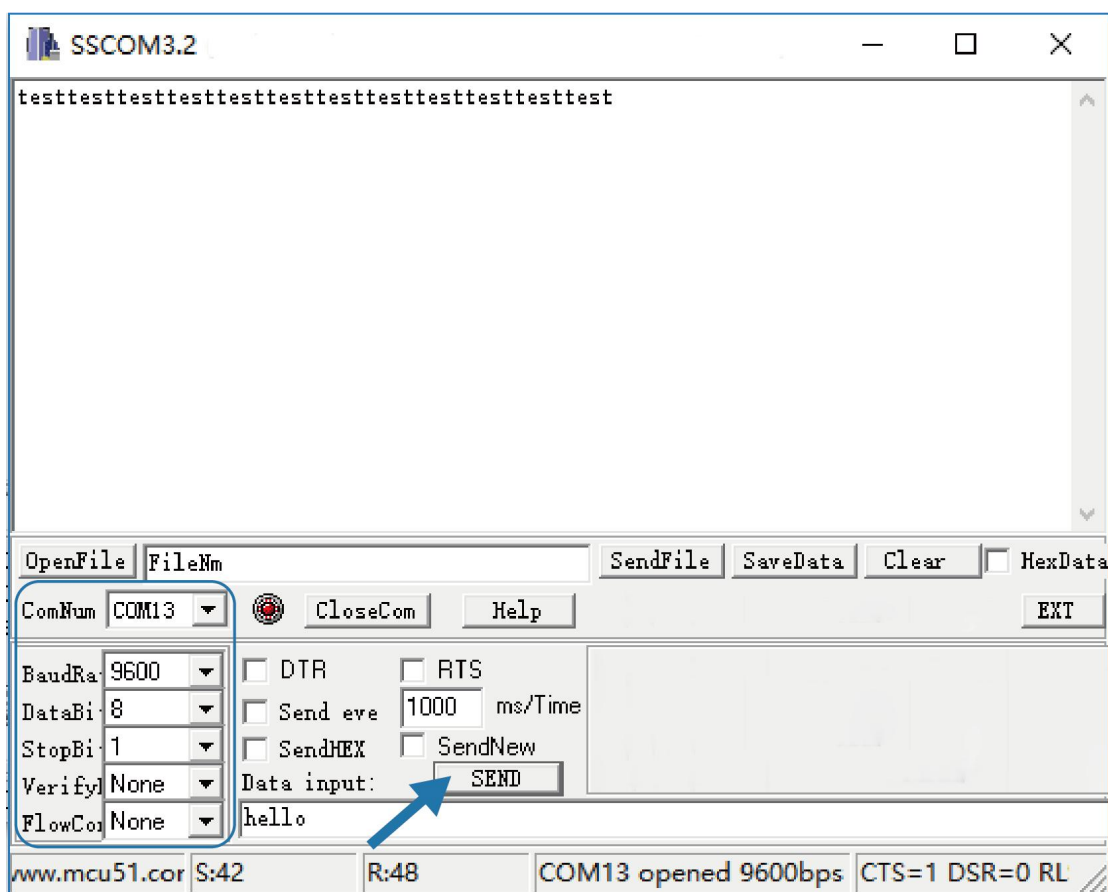 SSCOM3.2
testtesttesttesttesttesttesttesttesttesttesttest
OpenFile FileNm SendFile SaveData Clear HexData
ComNum COM13 CloseCom Help EXT
BaudRa 9600 DTR RTS
DataBi 8 Send eve 1000 ms/Time
StopBi 1 SendHEX SendNew
Verify None Data input: SEND
FlowCo None hello
www.mcu51.cor S:42 R:48 COM13 opened 9600bps CTS=1 DSR=0 RL